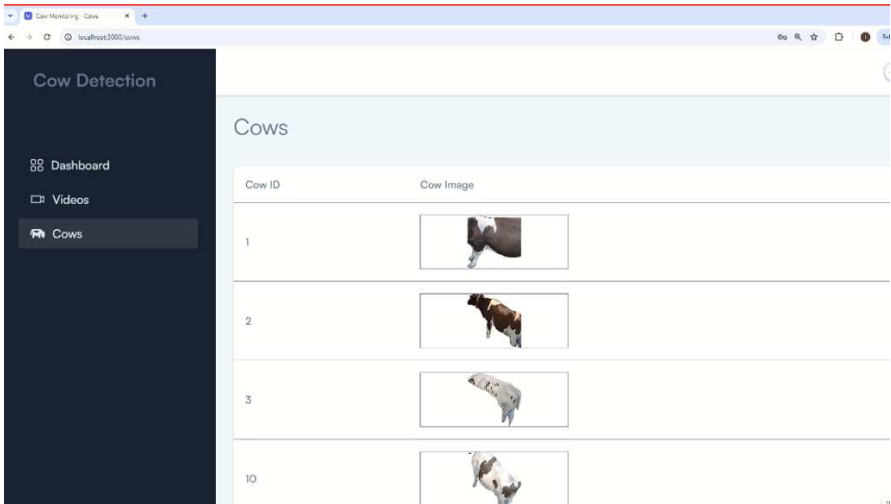 Cow Monitoring - Cows
localhost:3000/cows
Cow Detection
Dashboard
Videos
Cows
Cows
Cow ID
Cow Image
1
2
3
10